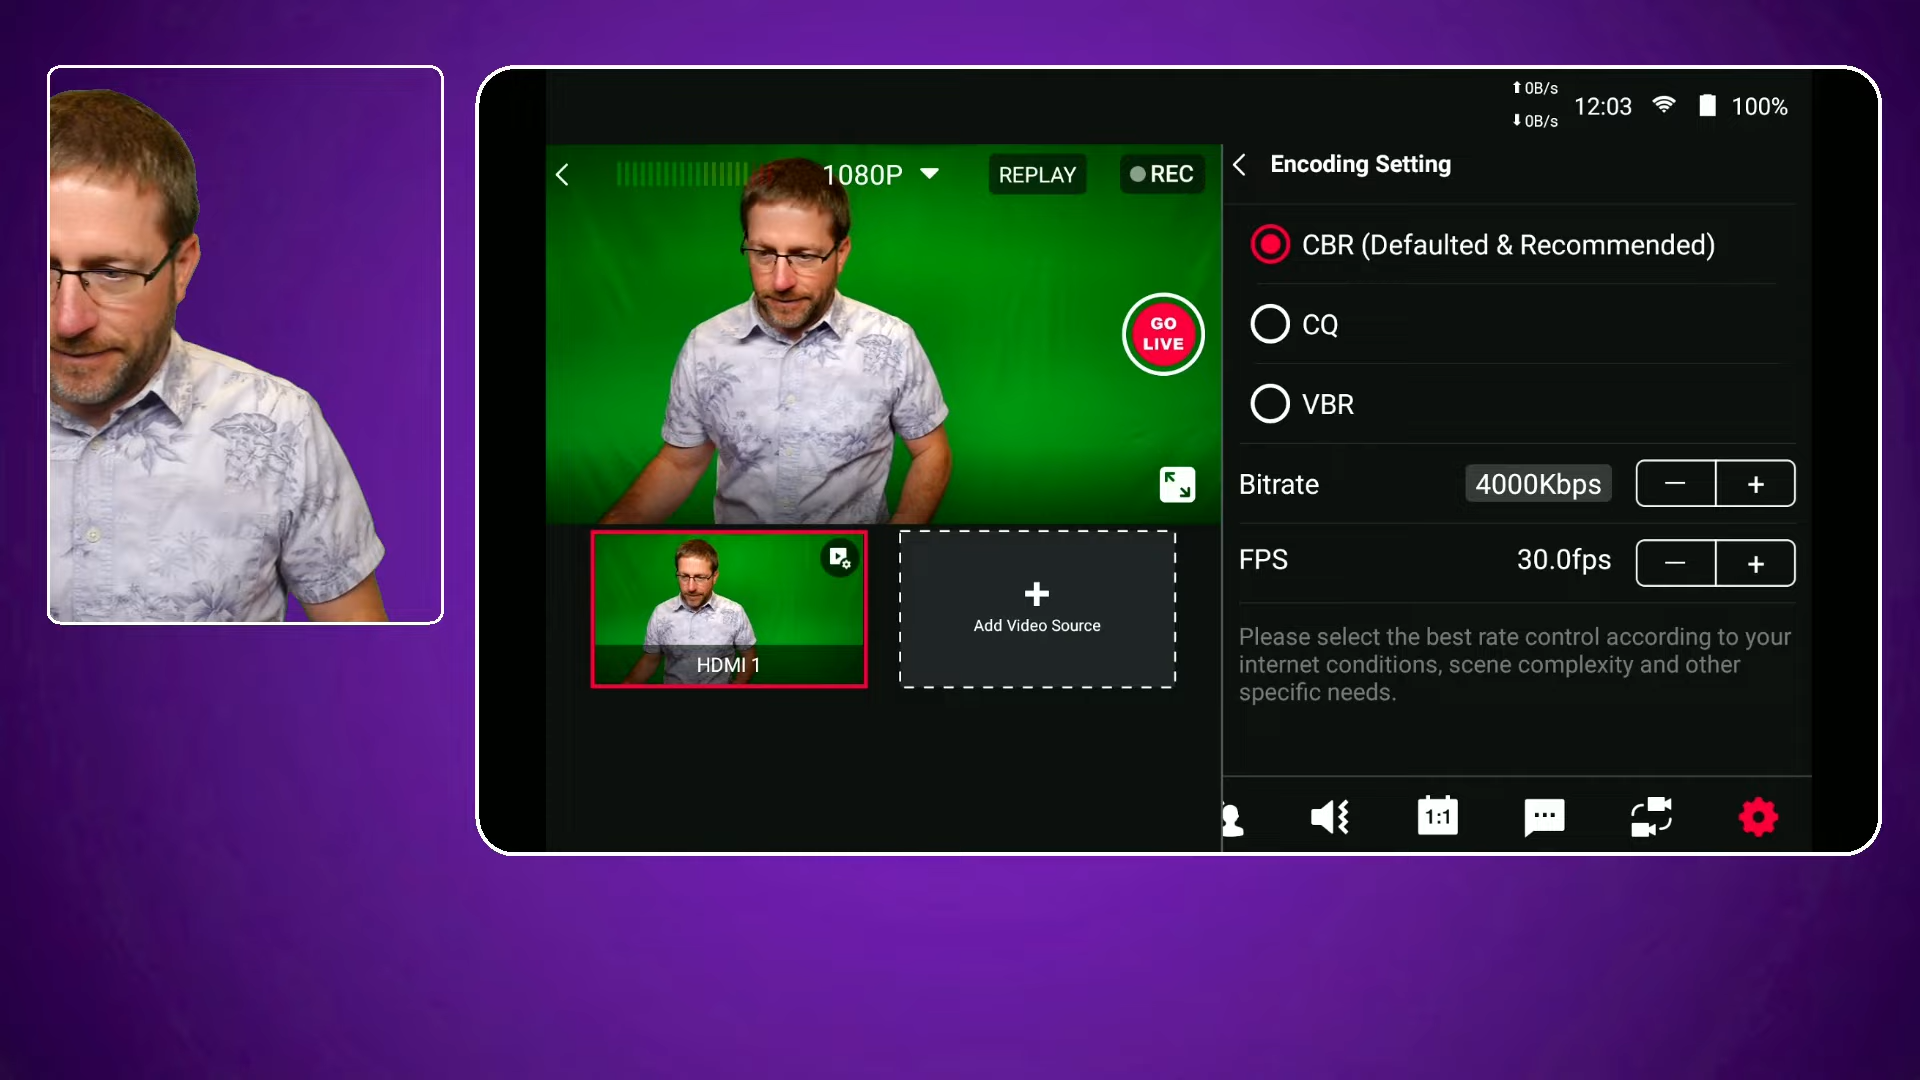 0B/s
0B/s
12:03
100%
1080P
REPLAY
REC
GO
LIVE
HDMI 1
Add Video Source
Encoding Setting
CBR (Defaulted & Recommended)
CQ
VBR
Bitrate 4000Kbps − +
FPS 30.0fps − +
Please select the best rate control according to your
internet conditions, scene complexity and other
specific needs.
1:1